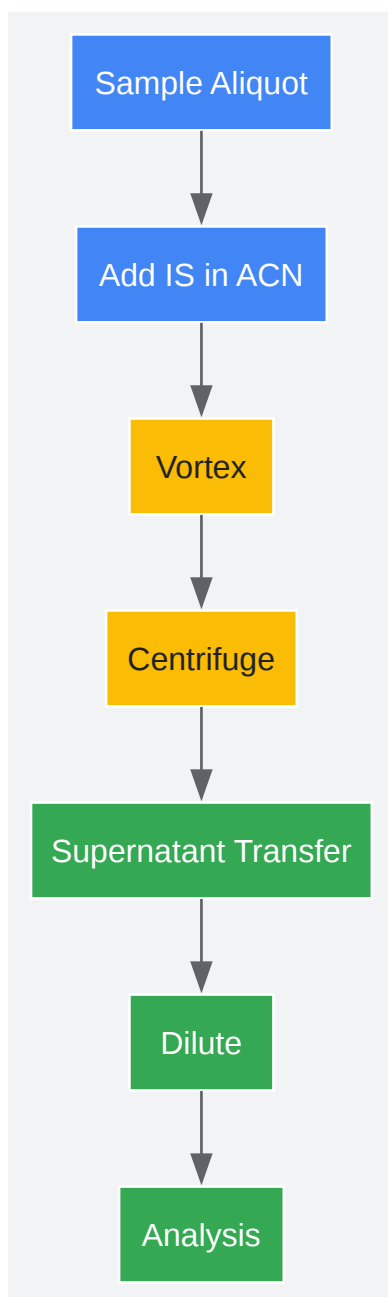 Sample Aliquot
Add IS in ACN
Vortex
Centrifuge
Supernatant Transfer
Dilute
Analysis